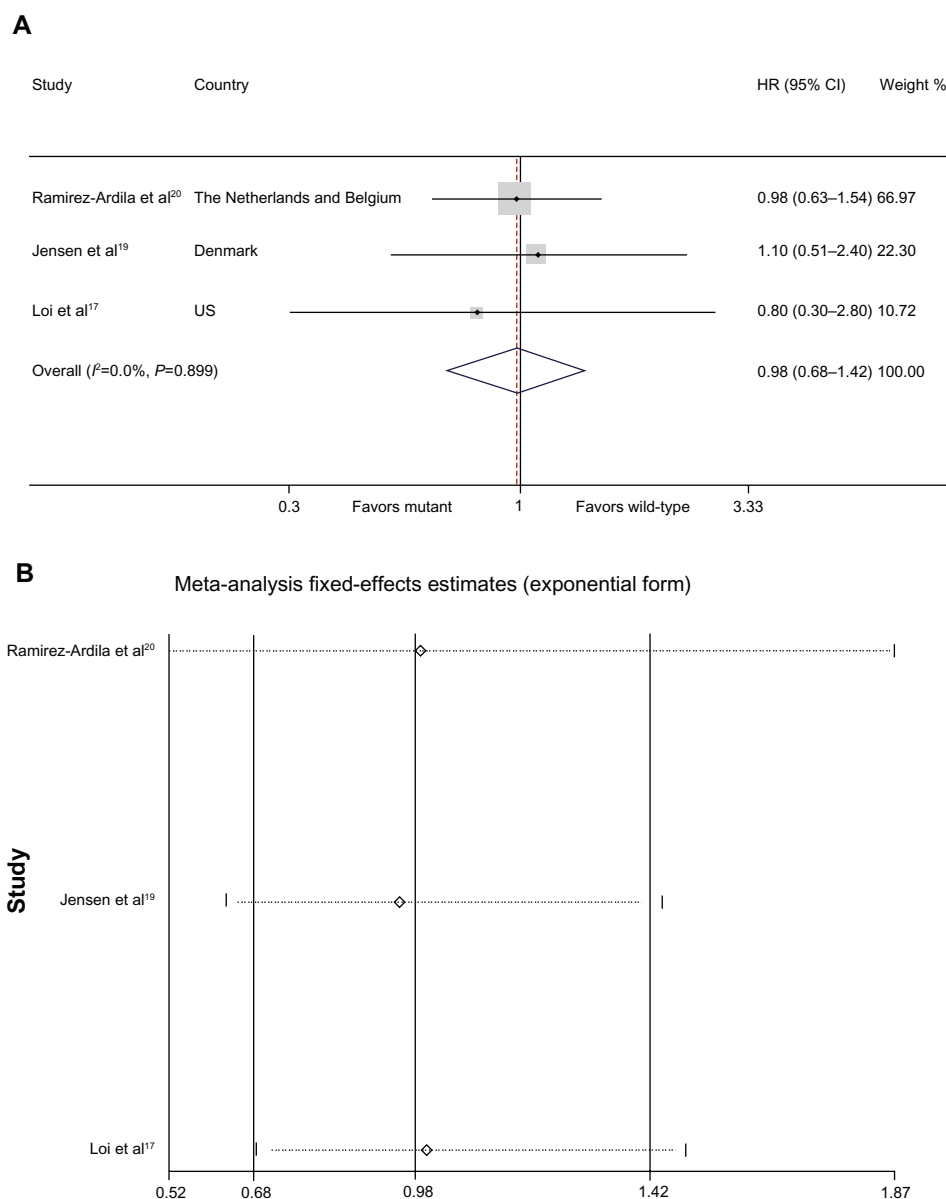 A
Study Country HR (95% CI) Weight %
Ramirez-Ardila et al20 The Netherlands and Belgium 0.98 (0.63–1.54) 66.97
Jensen et al19 Denmark 1.10 (0.51–2.40) 22.30
Loi et al17 US 0.80 (0.30–2.80) 10.72
Overall (I2=0.0%, P=0.899) 0.98 (0.68–1.42) 100.00
0.3 Favors mutant 1 Favors wild-type 3.33
B
Meta-analysis fixed-effects estimates (exponential form)
Ramirez-Ardila et al20
Study
Jensen et al19
Loi et al17
0.52 0.68 0.98 1.42 1.87